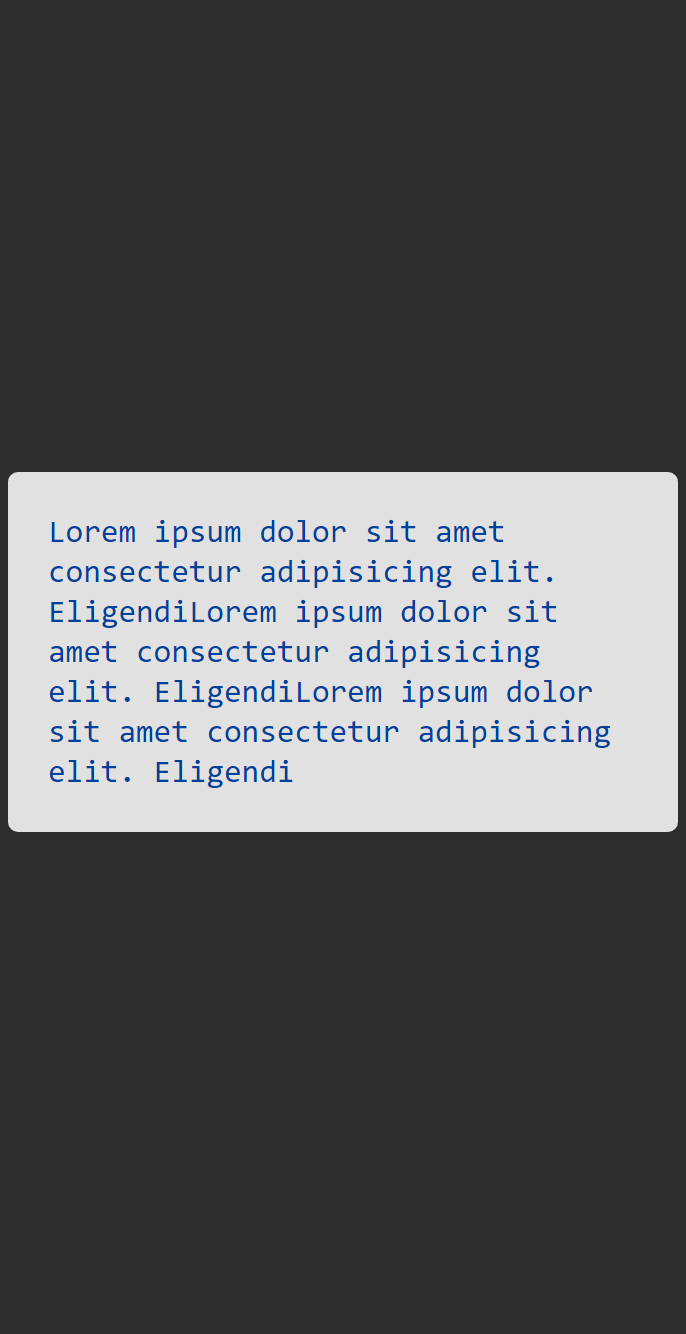 Lorem ipsum dolor sit amet
consectetur adipisicing elit.
EligendiLorem ipsum dolor sit
amet consectetur adipisicing
elit. EligendiLorem ipsum dolor
sit amet consectetur adipisicing
elit. Eligendi